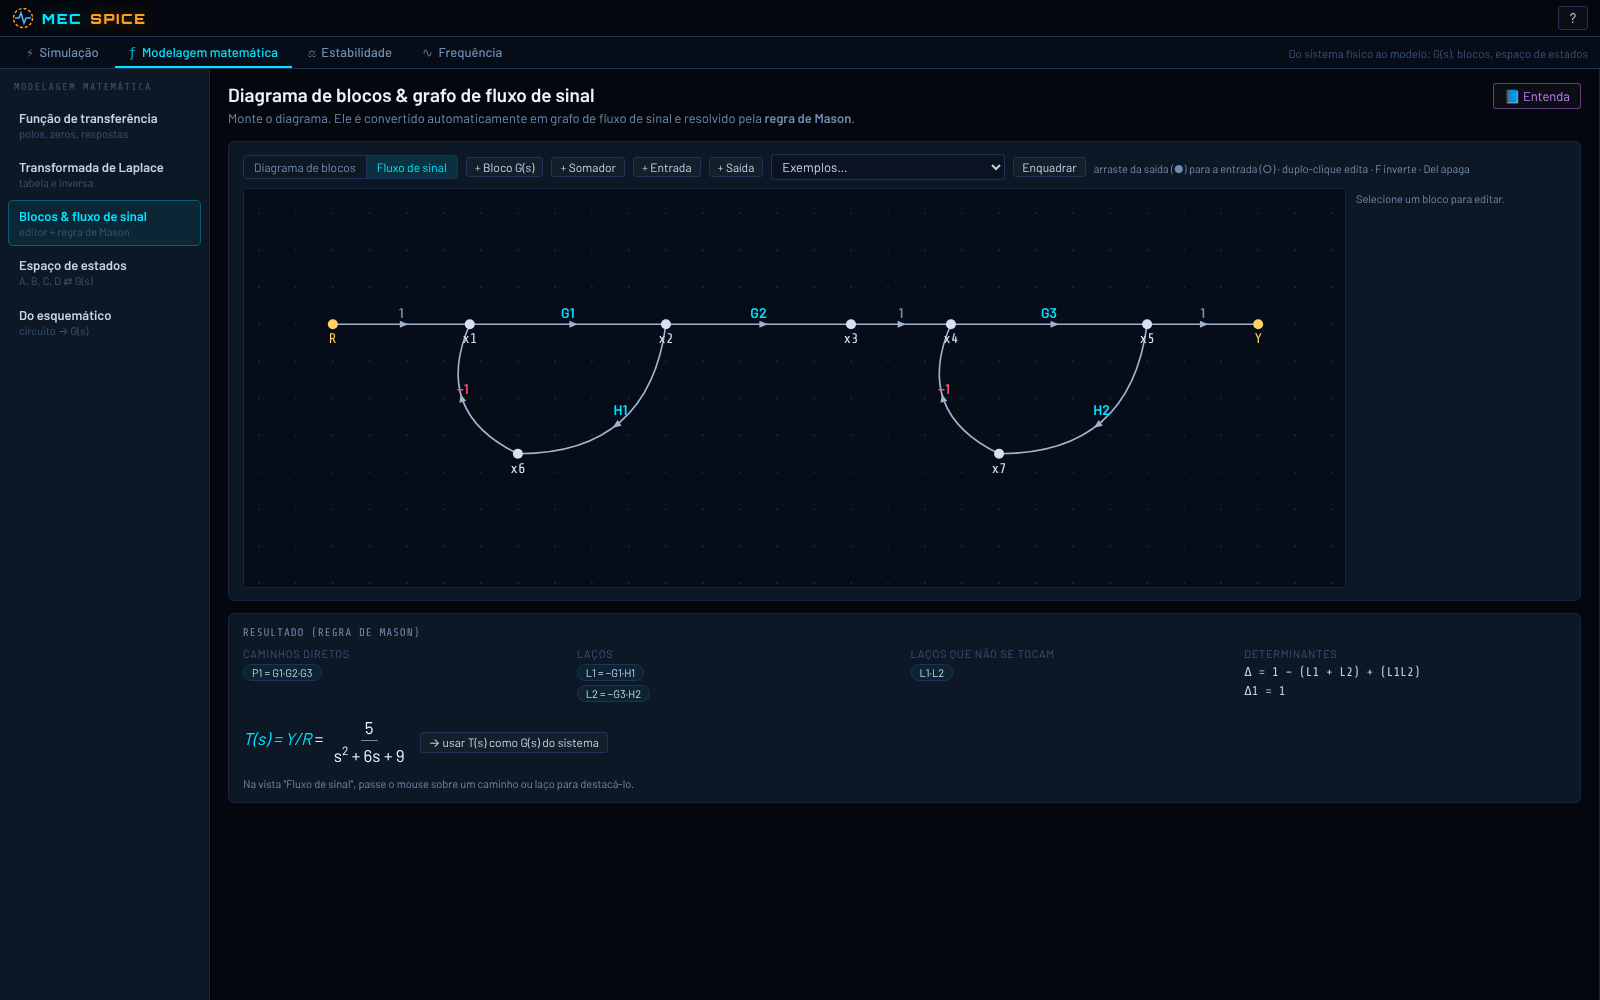 MEC SPICE
?
⚡ Simulação
ƒ Modelagem matemática
⚖ Estabilidade
∿ Frequência
Do sistema físico ao modelo: G(s), blocos, espaço de estados
MODELAGEM MATEMÁTICA
Função de transferência
polos, zeros, respostas
Transformada de Laplace
tabela e inversa
Blocos & fluxo de sinal
editor + regra de Mason
Espaço de estados
A, B, C, D ⇄ G(s)
Do esquemático
circuito → G(s)
Diagrama de blocos & grafo de fluxo de sinal
Monte o diagrama. Ele é convertido automaticamente em grafo de fluxo de sinal e resolvido pela regra de Mason.
📘 Entenda
Diagrama de blocos
Fluxo de sinal
+ Bloco G(s)
+ Somador
+ Entrada
+ Saída
Exemplos...
Enquadrar
arraste da saída (●) para a entrada (○) · duplo-clique edita · F inverte · Del apaga
Selecione um bloco para editar.
1 G1 G2 1 G3 1
R x1 x2 x3 x4 x5 Y
-1 -1
H1 H2
x6 x7
RESULTADO (REGRA DE MASON)
CAMINHOS DIRETOS
P1 = G1·G2·G3
LAÇOS
L1 = −G1·H1
L2 = −G3·H2
LAÇOS QUE NÃO SE TOCAM
L1·L2
DETERMINANTES
Δ = 1 − (L1 + L2) + (L1L2)
Δ1 = 1
T(s) = Y/R = 5
s² + 6s + 9
→ usar T(s) como G(s) do sistema
Na vista "Fluxo de sinal", passe o mouse sobre um caminho ou laço para destacá-lo.